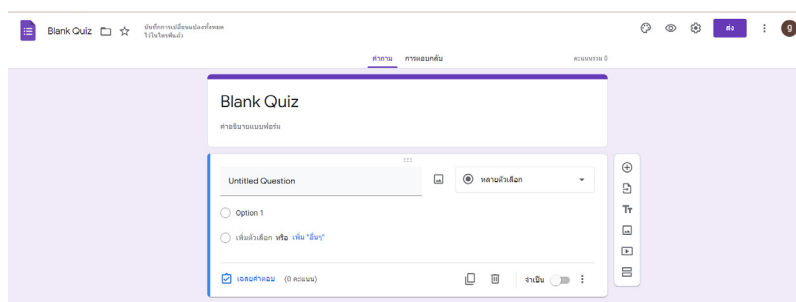 Blank Quiz
บันทึกการเปลี่ยนแปลงทั้งหมด
ไว้ในไดรฟ์แล้ว
ส่ง
g
คำถาม การตอบกลับ
คะแนนรวม 0
Blank Quiz
คำอธิบายแบบฟอร์ม
Untitled Question
หลายตัวเลือก
Option 1
เพิ่มตัวเลือก หรือ เพิ่ม "อื่นๆ"
เฉลยคำตอบ (0 คะแนน)
จำเป็น
Tт